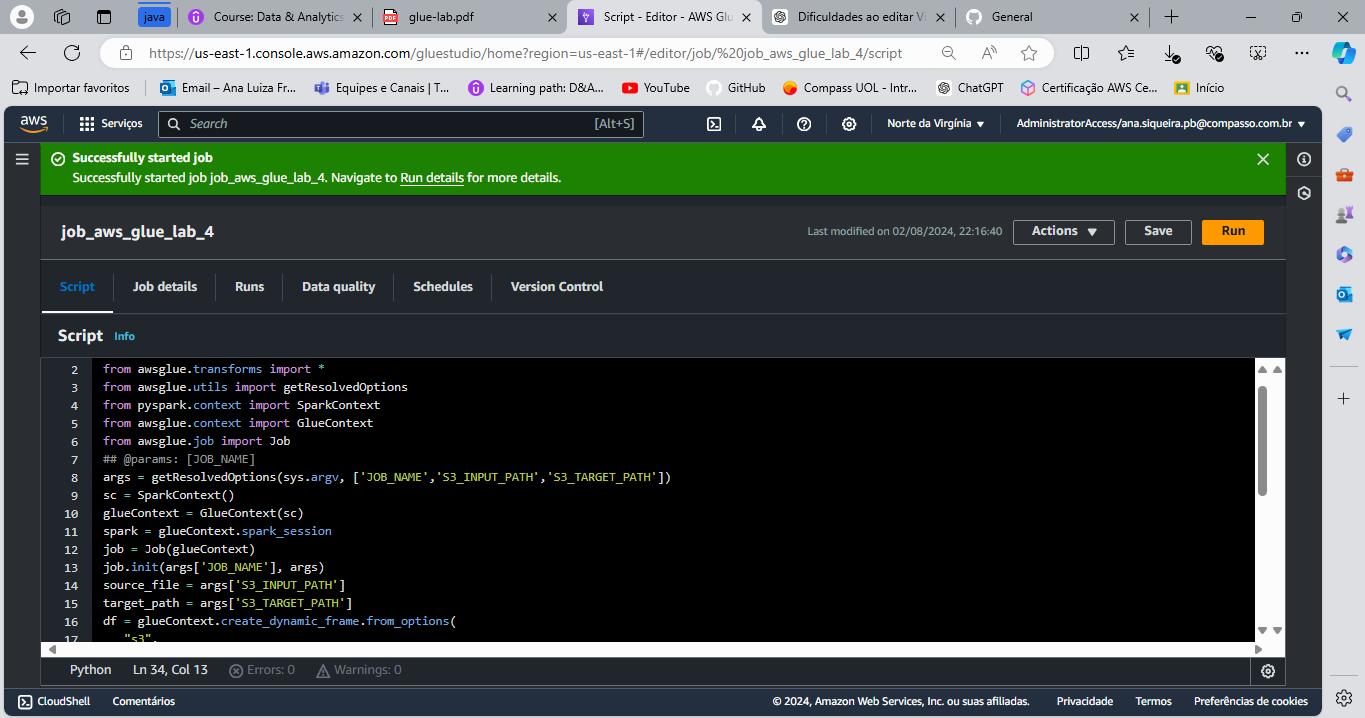 java
Course: Data & Analytics
glue-lab.pdf
Script - Editor - AWS Glu
Dificuldades ao editar Vi
General
https://us-east-1.console.aws.amazon.com/gluestudio/home?region=us-east-1#/editor/job/%20job_aws_glue_lab_4/script
Importar favoritos
Email – Ana Luiza Fr...
Equipes e Canais | T...
Learning path: D&A...
YouTube
GitHub
Compass UOL - Intr...
ChatGPT
Certificação AWS Ce...
Início
aws
Serviços
Search
[Alt+S]
Norte da Virgínia
AdministratorAccess/ana.siqueira.pb@compasso.com.br
Successfully started job
Successfully started job job_aws_glue_lab_4. Navigate to Run details for more details.
job_aws_glue_lab_4
Last modified on 02/08/2024, 22:16:40
Actions
Save
Run
Script
Job details
Runs
Data quality
Schedules
Version Control
Script Info
2 from awsglue.transforms import *
3 from awsglue.utils import getResolvedOptions
4 from pyspark.context import SparkContext
5 from awsglue.context import GlueContext
6 from awsglue.job import Job
7 ## @params: [JOB_NAME]
8 args = getResolvedOptions(sys.argv, ['JOB_NAME','S3_INPUT_PATH','S3_TARGET_PATH'])
9 sc = SparkContext()
10 glueContext = GlueContext(sc)
11 spark = glueContext.spark_session
12 job = Job(glueContext)
13 job.init(args['JOB_NAME'], args)
14 source_file = args['S3_INPUT_PATH']
15 target_path = args['S3_TARGET_PATH']
16 df = glueContext.create_dynamic_frame.from_options(
17 "s3",
Python
Ln 34, Col 13
Errors: 0
Warnings: 0
CloudShell
Comentários
© 2024, Amazon Web Services, Inc. ou suas afiliadas.
Privacidade
Termos
Preferências de cookies